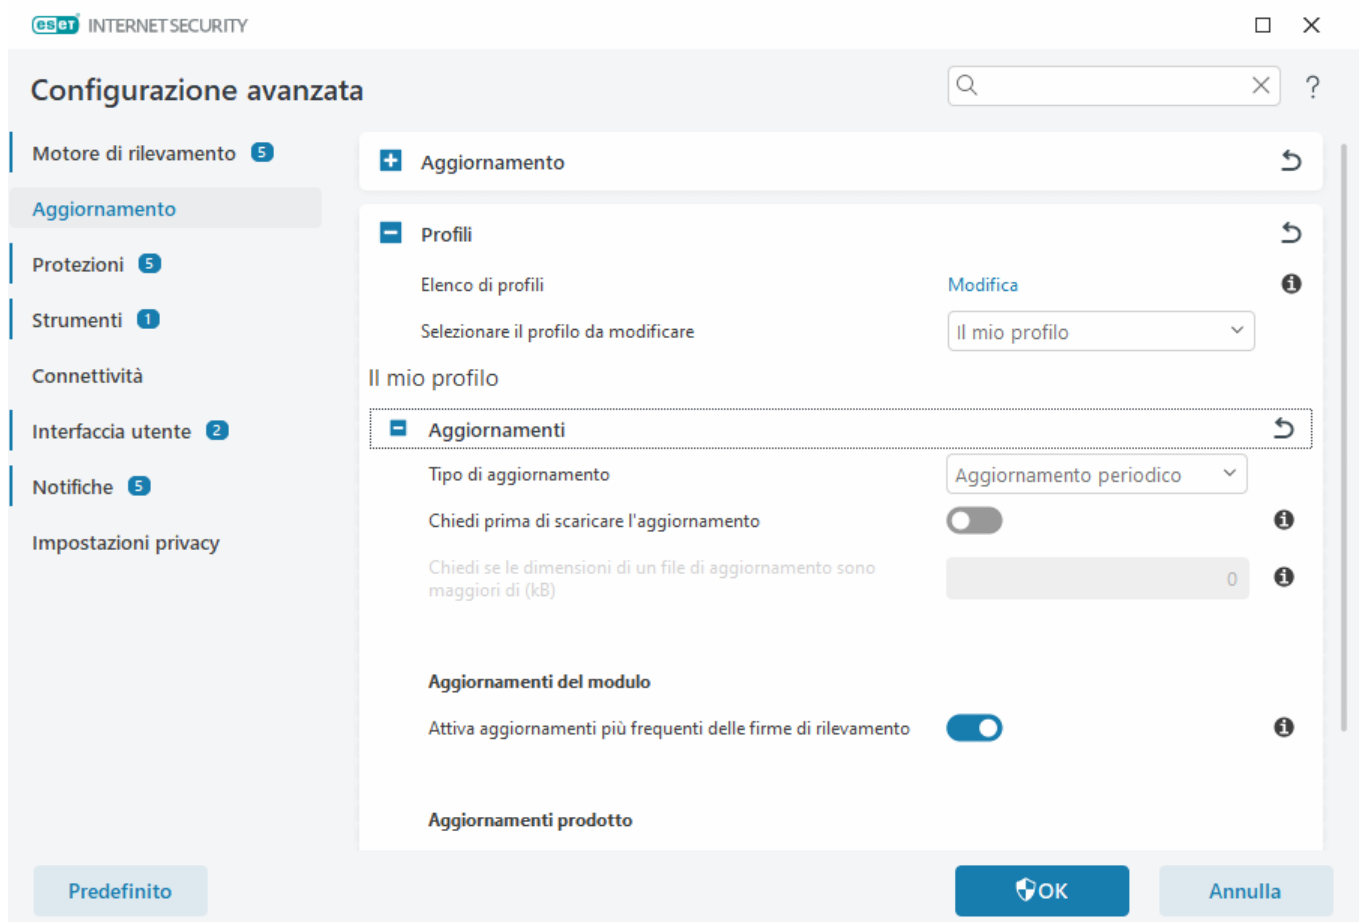 eset INTERNET SECURITY
Configurazione avanzata
?
Motore di rilevamento 5
Aggiornamento
Protezioni 5
Strumenti 1
Connettività
Interfaccia utente 2
Notifiche 5
Impostazioni privacy
Aggiornamento
Profili
Elenco di profili
Modifica
Selezionare il profilo da modificare
Il mio profilo
Il mio profilo
Aggiornamenti
Tipo di aggiornamento
Aggiornamento periodico
Chiedi prima di scaricare l'aggiornamento
Chiedi se le dimensioni di un file di aggiornamento sono
maggiori di (kB)
0
Aggiornamenti del modulo
Attiva aggiornamenti più frequenti delle firme di rilevamento
Aggiornamenti prodotto
Predefinito
OK
Annulla